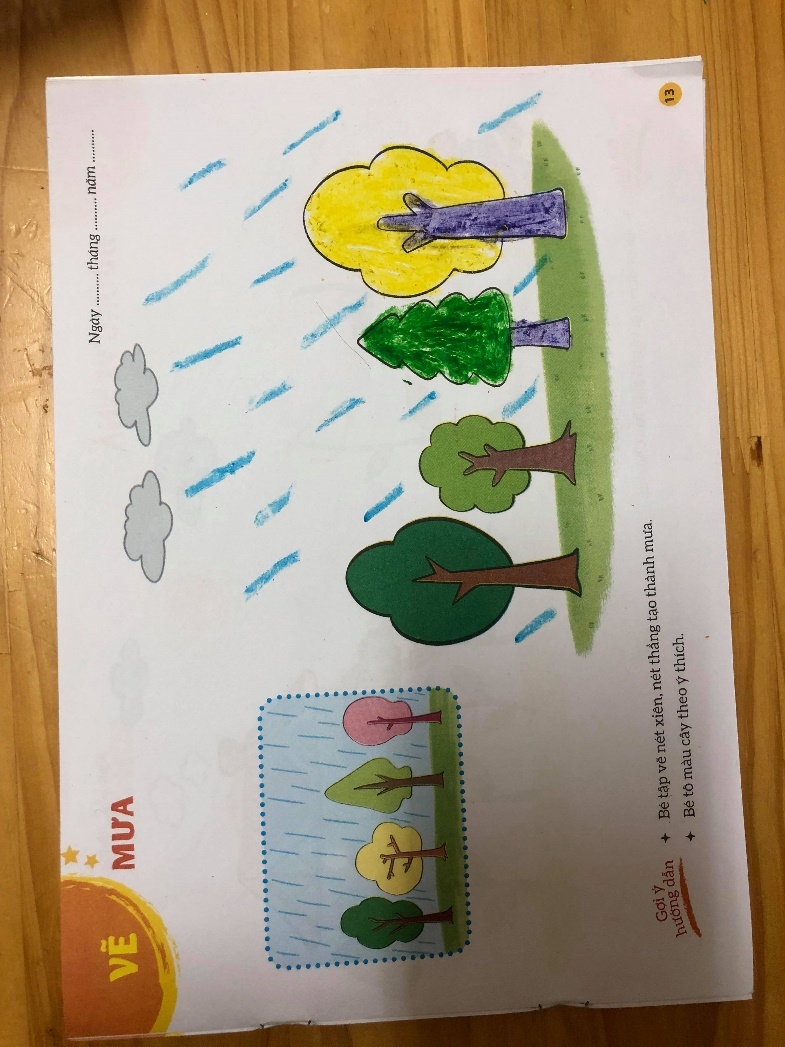 VẼ
MƯA
Ngày .......... tháng .......... năm ..........
Gợi ý
hướng dẫn
Bé tập vẽ nét xiên, nét thẳng tạo thành mưa.
Bé tô màu cây theo ý thích.
13